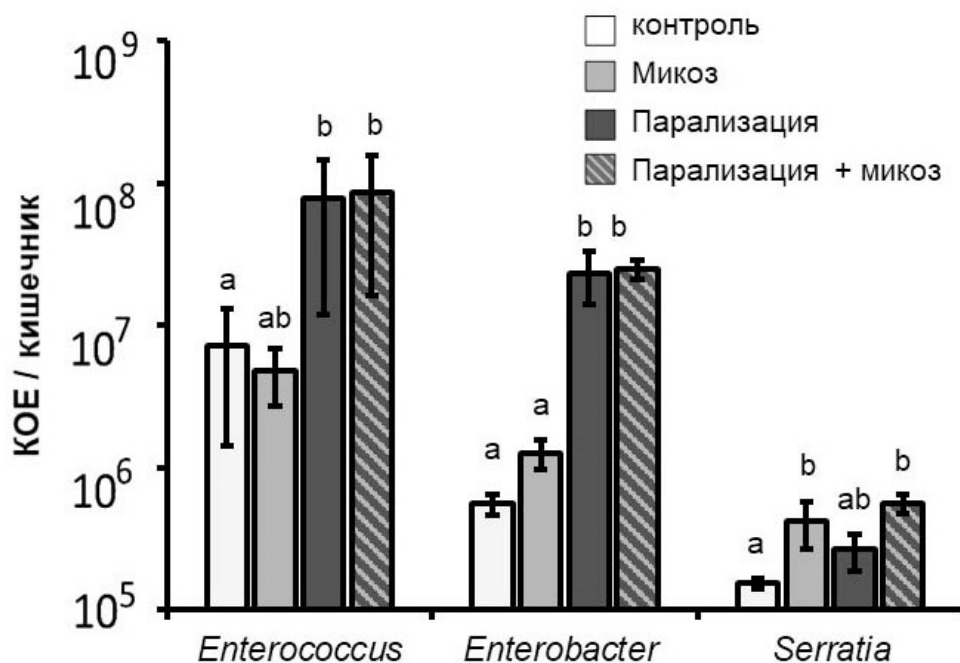 КОЕ / кишечник
10⁹
10⁸
10⁷
10⁶
10⁵
контроль
Микоз
Парализация
Парализация + микоз
a ab b b
a a b b
a b ab b
Enterococcus Enterobacter Serratia